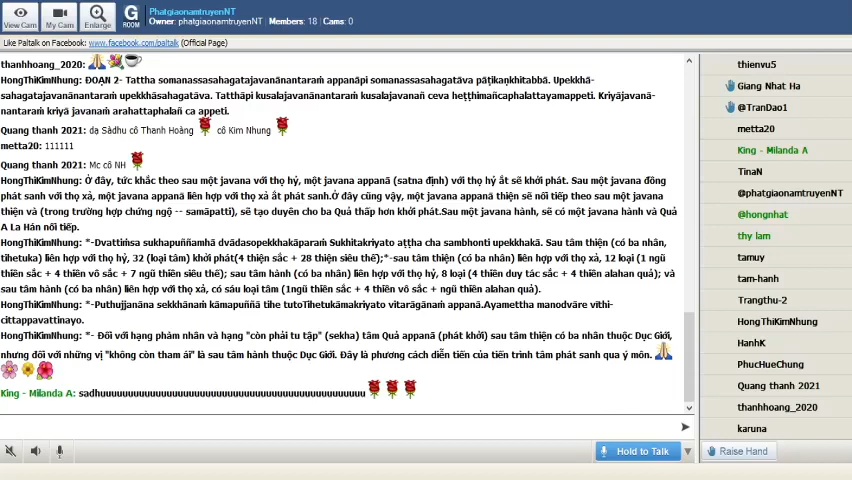 View Cam
My Cam
Enlarge
G
ROOM
PhatgiaonamtruyenNT
Owner: phatgiaonamtruyenNT | Members: 18 | Cams: 0
Like Paltalk on Facebook: www.facebook.com/paltalk (Official Page)
thanhhoang_2020:
HongThiKimNhung: ĐOẠN 2- Tattha somanassasahagatajavanānantaraṁ appanāpi somanassasahagatāva pāṭikaṇkhitabbā. Upekkhā-
sahagatajavanānantaraṁ upekkhāsahagatāva. Tatthāpi kusalajavanānantaraṁ kusalajavanañ ceva heṭṭhimañcaphalattayamappeti. Kriyājavanā-
nantaraṁ kriyā javanaṁ arahattaphalañ ca appeti.
Quang thanh 2021: dạ Sàdhu cô Thanh Hoàng cô Kim Nhung
metta20: 111111
Quang thanh 2021: Mc cô NH
HongThiKimNhung: Ở đây, tức khắc theo sau một javana với thọ hỷ, một javana appanā (satna định) với thọ hỷ ắt sẽ khởi phát. Sau một javana đồng
phát sanh với thọ xả, một javana appana liên hợp với thọ xả ắt phát sanh.Ở đây cũng vậy, một javana appana thiện sẽ nối tiếp theo sau một javana
thiện và (trong trường hợp chứng ngộ -- samāpatti), sẽ tạo duyên cho ba Quả thấp hơn khởi phát.Sau một javana hành, sẽ có một javana hành và Quả
A La Hán nối tiếp.
HongThiKimNhung: *-Dvattiṁsa sukhapuññamhā dvādasopekkhakāparaṁ Sukhitakriyato aṭṭha cha sambhonti upekkhakā. Sau tâm thiện (có ba nhân,
tihetuka) liên hợp với thọ hỷ, 32 (loại tâm) khởi phát(4 thiện sắc + 28 thiện siêu thế);*-sau tâm thiện (có ba nhân) liên hợp với thọ xả, 12 loại (1 ngũ
thiền sắc + 4 thiền vô sắc + 7 ngũ thiền siêu thế); sau tâm hành (có ba nhân) liên hợp với thọ hỷ, 8 loại (4 thiền duy tác sắc + 4 thiền alahan quả); và
sau tâm hành (có ba nhân) liên hợp với thọ xả, có sáu loại tâm (1ngũ thiền sắc + 4 thiền vô sắc + ngũ thiền alahan quả).
HongThiKimNhung: *-Puthujjanāna sekkhānaṁ kāmapuññā tihe tutoTihetukāmakriyato vitarāgānaṁ appanā.Ayamettha manodvāre vithi-
cittappavattinayo.
HongThiKimNhung: *- Đối với hạng phàm nhân và hạng "còn phải tu tập" (sekha) tâm Quả appanā (phát khởi) sau tâm thiện có ba nhân thuộc Dục Giới,
nhưng đối với những vị "không còn tham ái" là sau tâm hành thuộc Dục Giới. Đây là phương cách diễn tiến của tiến trình tâm phát sanh qua ý môn.
King - Milanda A: sadhuuuuuuuuuuuuuuuuuuuuuuuuuuuuuuuuuuuuuuuuuuuuuu
thienvu5
Giang Nhat Ha
@TranDao1
metta20
King - Milanda A
TinaN
@phatgiaonamtruyenNT
@hongnhat
thy lam
tamuy
tam-hanh
Trangthu-2
HongThiKimNhung
HanhK
PhucHueChung
Quang thanh 2021
thanhhoang_2020
karuna
Hold to Talk
Raise Hand